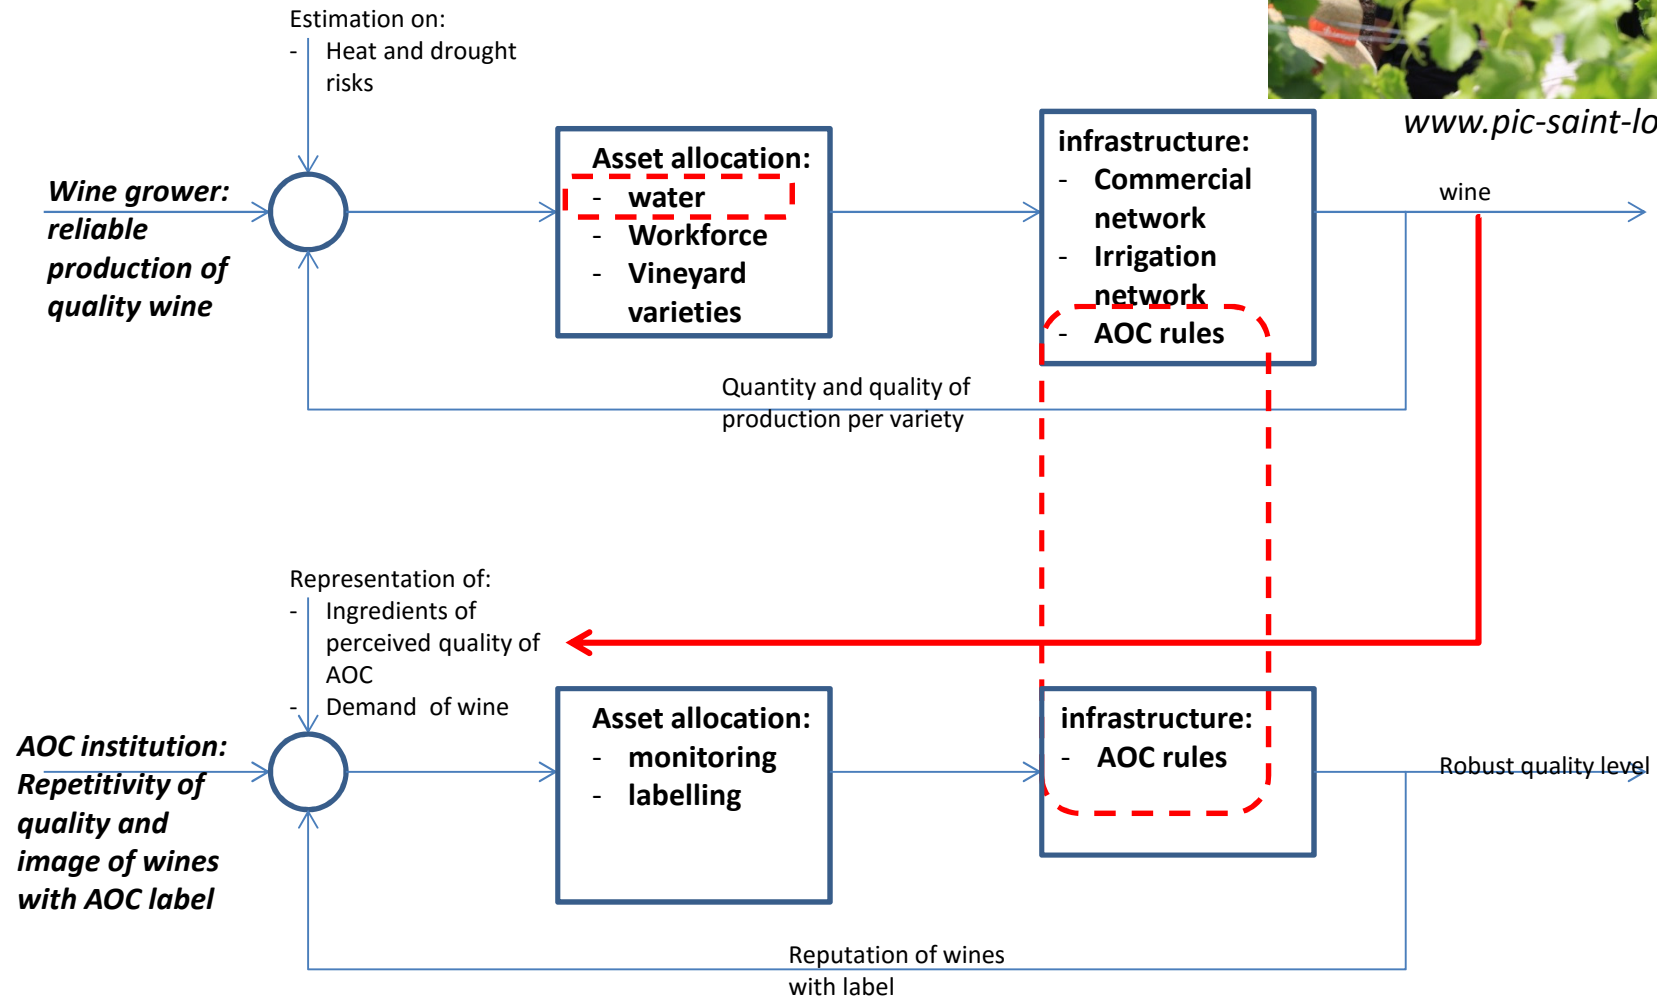 Estimation on:
- Heat and drought
risks
www.pic-saint-lo
Wine grower:
reliable
production of
quality wine
Asset allocation:
- water
- Workforce
- Vineyard
varieties
infrastructure:
- Commercial
network
- Irrigation
network
- AOC rules
wine
Quantity and quality of
production per variety
Representation of:
- Ingredients of
perceived quality of
AOC
- Demand of wine
AOC institution:
Repetitivity of
quality and
image of wines
with AOC label
Asset allocation:
- monitoring
- labelling
infrastructure:
- AOC rules
Robust quality level
Reputation of wines
with label